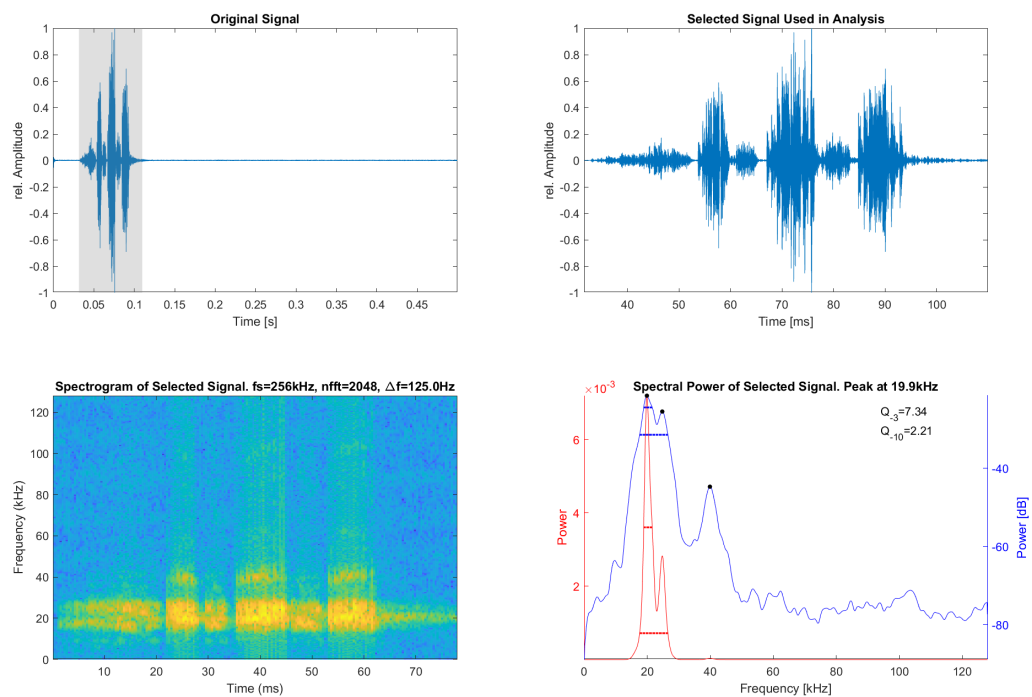 Original Signal
1
0.8
0.6
0.4
0.2
0
-0.2
-0.4
-0.6
-0.8
-1
rel. Amplitude
0 0.05 0.1 0.15 0.2 0.25 0.3 0.35 0.4 0.45
Time [s]
Selected Signal Used in Analysis
1
0.8
0.6
0.4
0.2
0
-0.2
-0.4
-0.6
-0.8
-1
rel. Amplitude
40 50 60 70 80 90 100
Time [ms]
Spectrogram of Selected Signal. fs=256kHz, nfft=2048, Δf=125.0Hz
120
100
80
60
40
20
0
Frequency (kHz)
10 20 30 40 50 60 70
Time (ms)
×10⁻³ Spectral Power of Selected Signal. Peak at 19.9kHz
Q₋₃=7.34
Q₋₁₀=2.21
6
4
2
Power
-40
-60
-80
Power [dB]
0 20 40 60 80 100 120
Frequency [kHz]